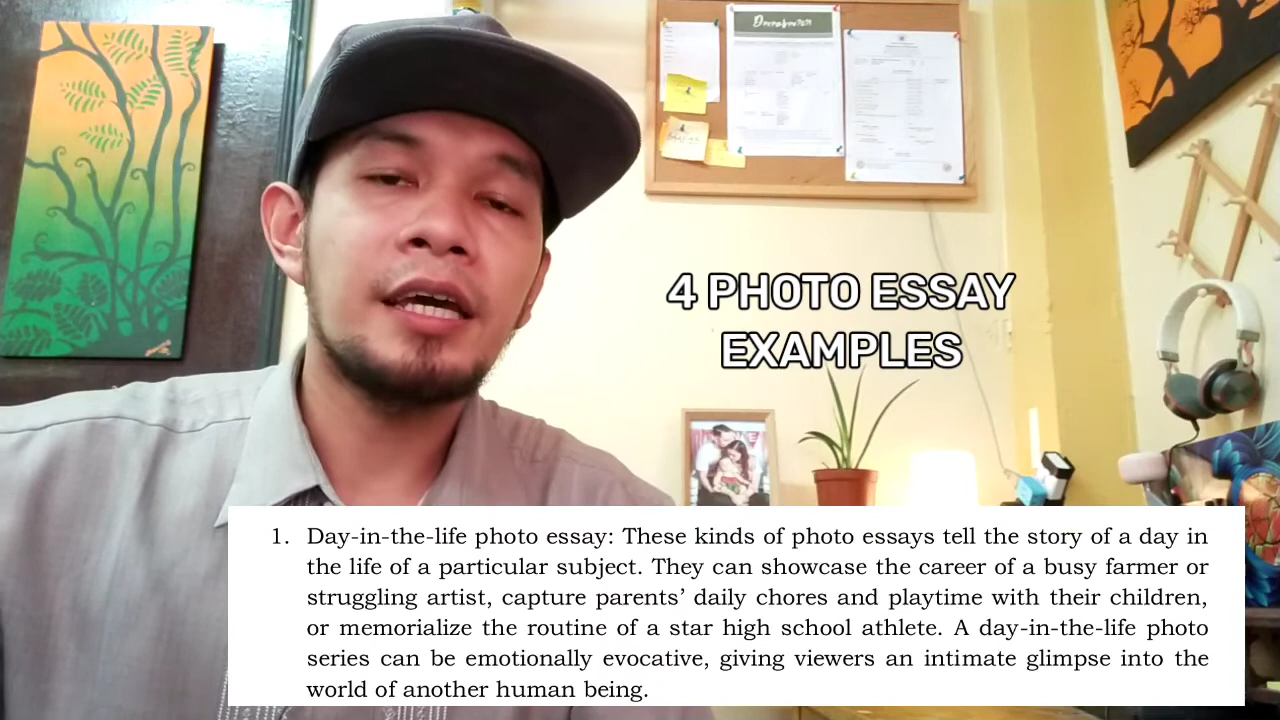 4 PHOTO ESSAY
EXAMPLES
1. Day-in-the-life photo essay: These kinds of photo essays tell the story of a day in
the life of a particular subject. They can showcase the career of a busy farmer or
struggling artist, capture parents’ daily chores and playtime with their children,
or memorialize the routine of a star high school athlete. A day-in-the-life photo
series can be emotionally evocative, giving viewers an intimate glimpse into the
world of another human being.